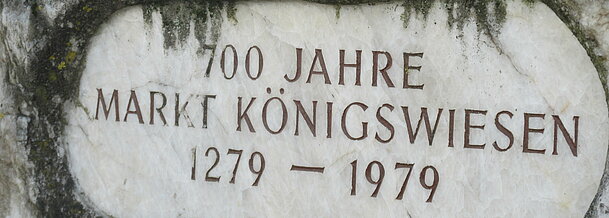 700 JAHRE
MARKT KÖNIGSWIESEN
1279 — 1979